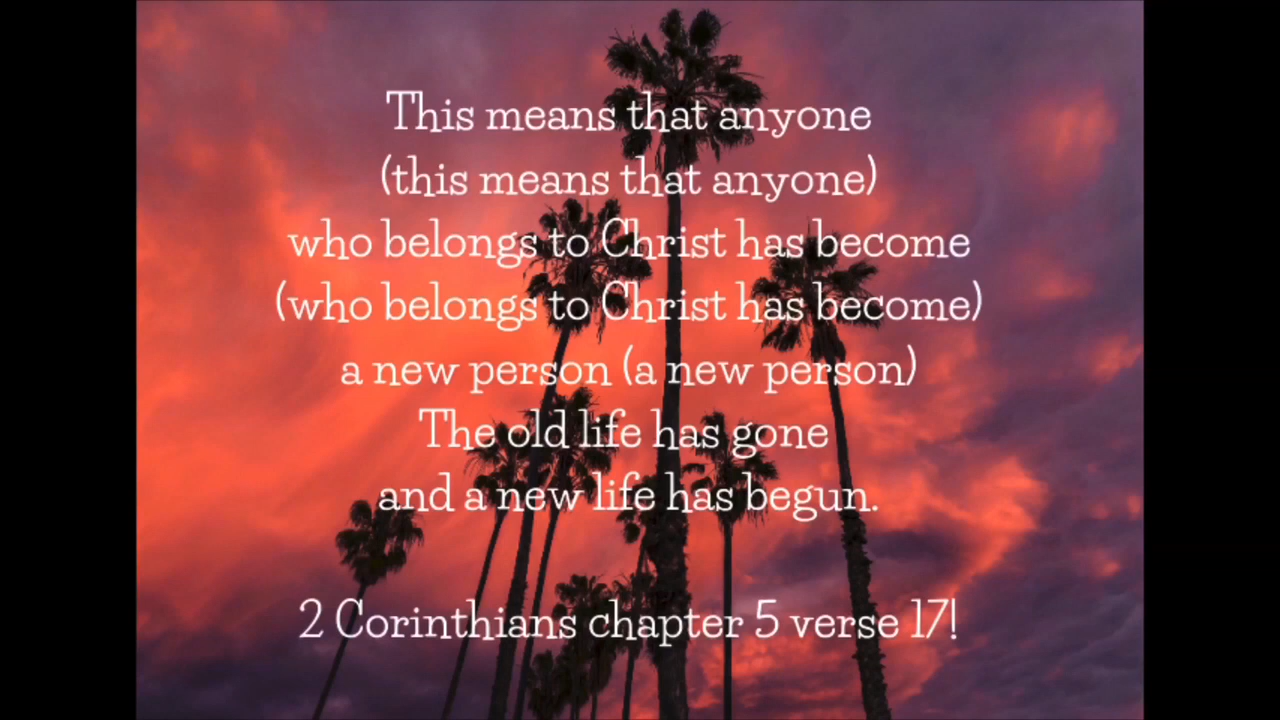 This means that anyone
(this means that anyone)
who belongs to Christ has become
(who belongs to Christ has become)
a new person (a new person)
The old life has gone
and a new life has begun.
2 Corinthians chapter 5 verse 17!